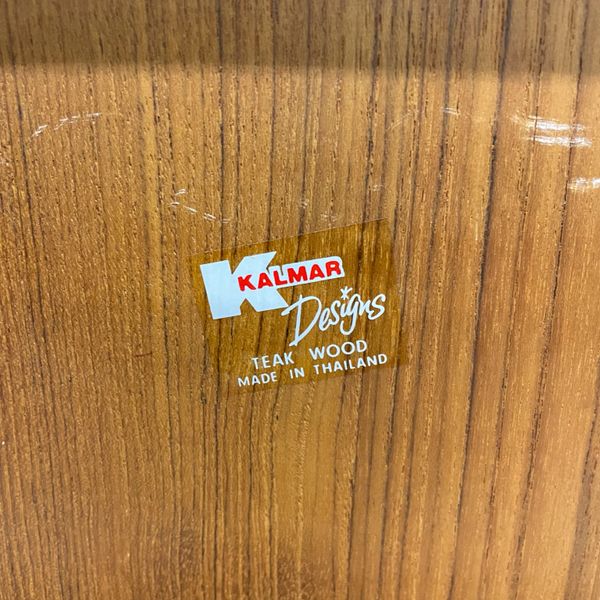 K KALMAR
Designs
TEAK WOOD
MADE IN THAILAND